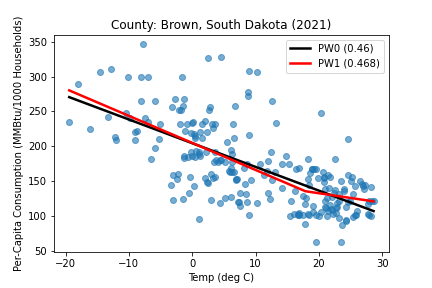 County: Brown, South Dakota (2021)
PW0 (0.46)
PW1 (0.468)
Per-Capita Consumption (MMBtu/1000 Households)
350
300
250
200
150
100
50
−20 −10 0 10 20 30
Temp (deg C)